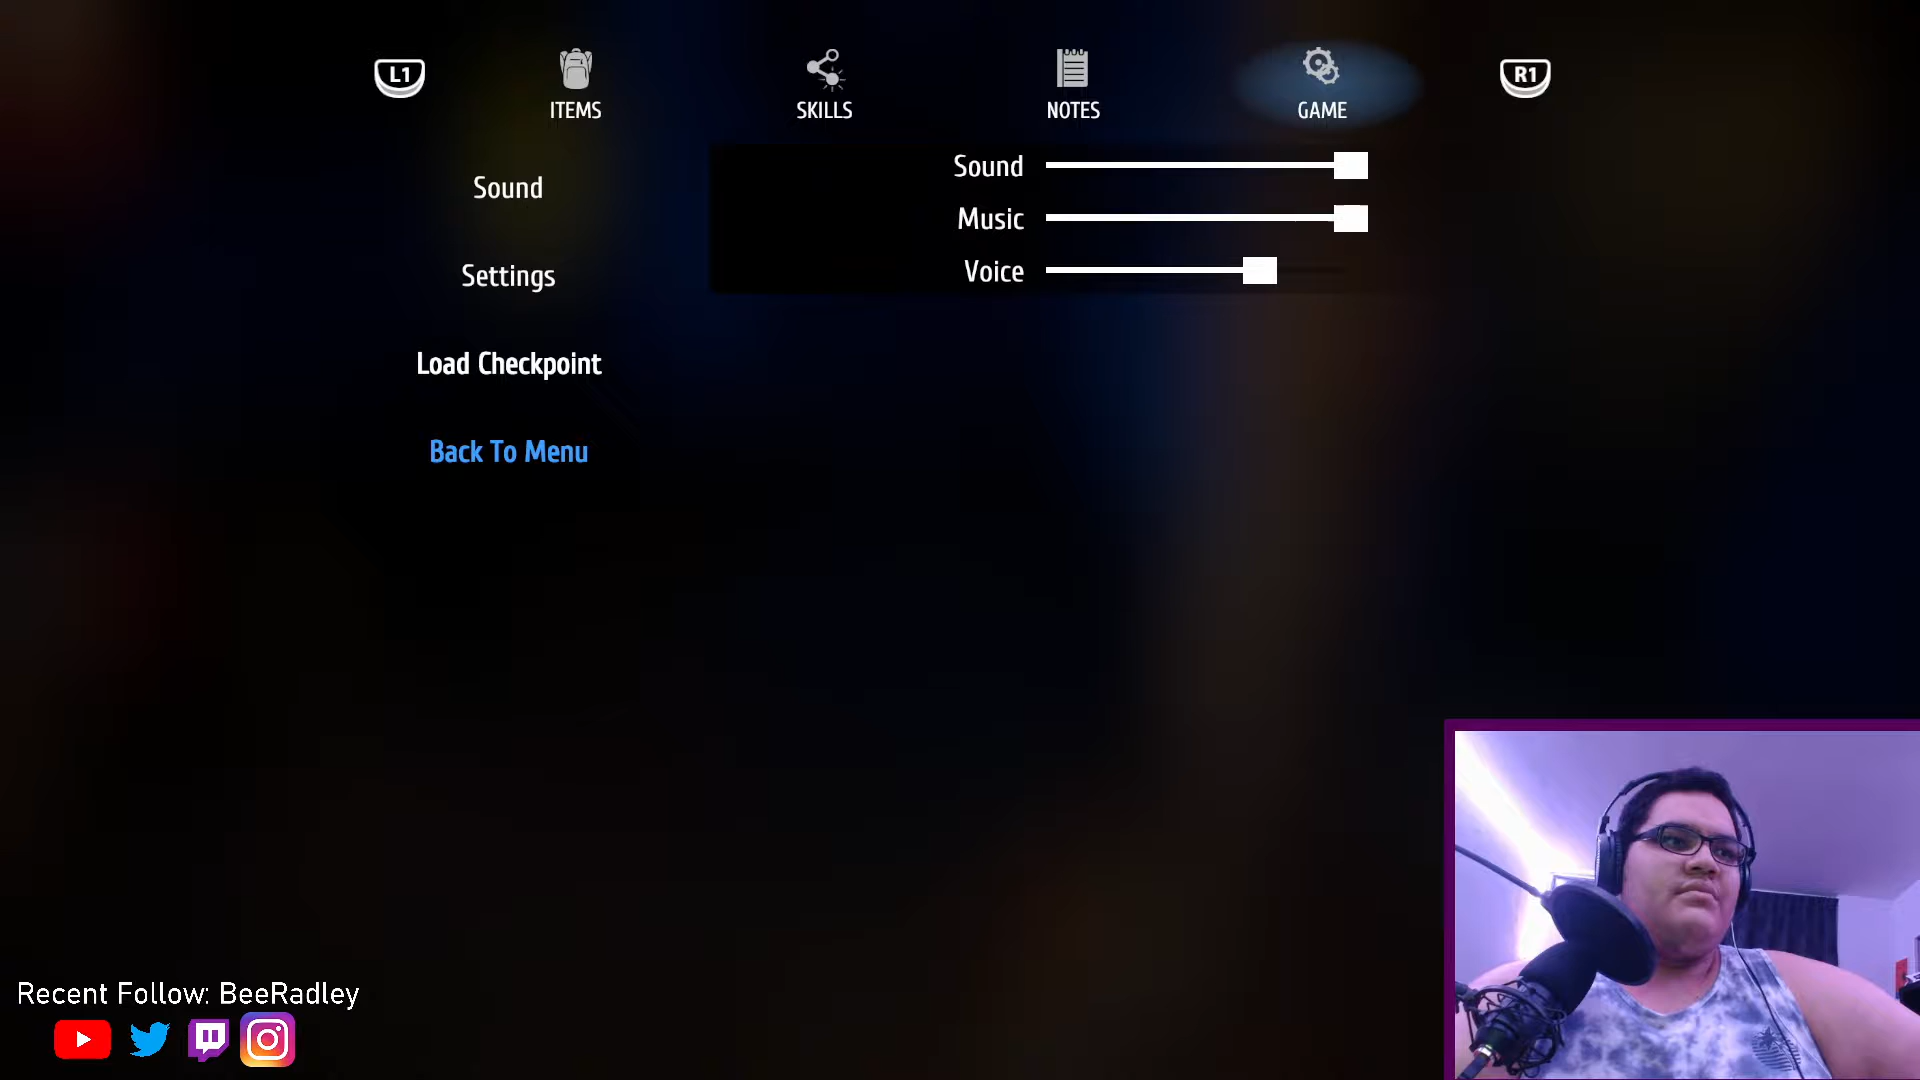 L1
ITEMS
SKILLS
NOTES
GAME
R1
Sound
Settings
Load Checkpoint
Back To Menu
Sound
Music
Voice
Recent Follow: BeeRadley